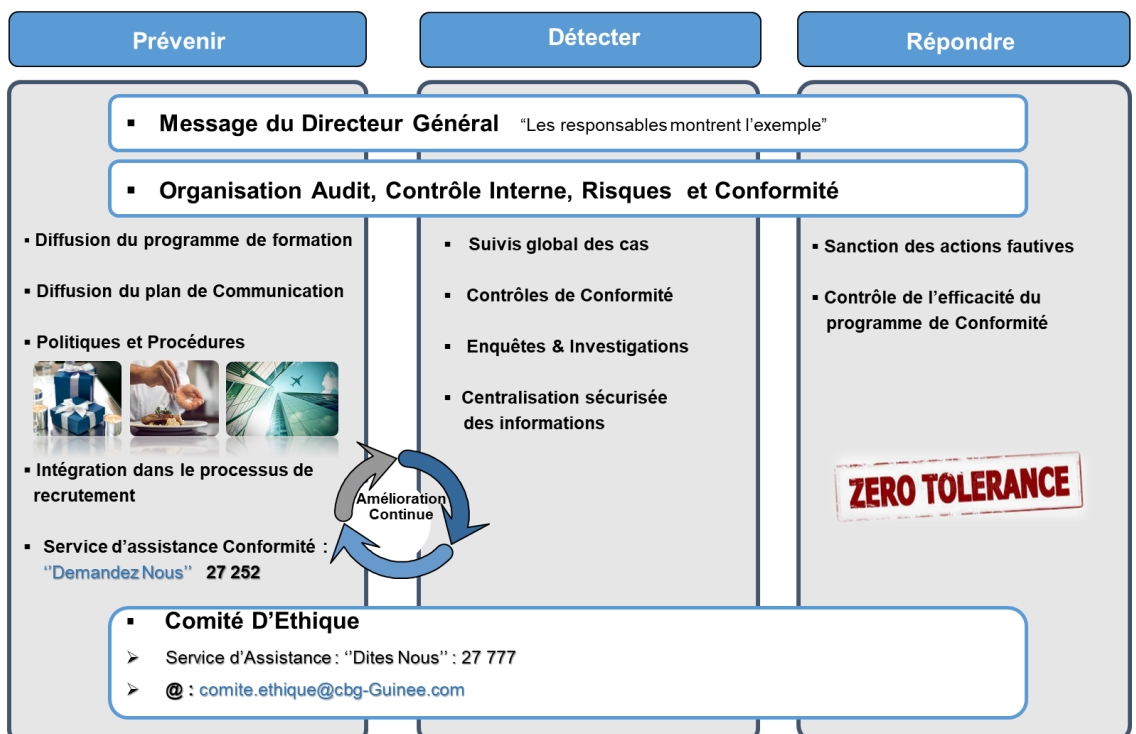 Prévenir
Détecter
Répondre
▪ Message du Directeur Général “Les responsables montrent l’exemple”
▪ Organisation Audit, Contrôle Interne, Risques et Conformité
▪ Diffusion du programme de formation
▪ Diffusion du plan de Communication
▪ Politiques et Procédures
▪ Intégration dans le processus de
recrutement
▪ Service d’assistance Conformité :
‘’Demandez Nous’’ 27 252
▪ Suivis global des cas
▪ Contrôles de Conformité
▪ Enquêtes & Investigations
▪ Centralisation sécurisée
des informations
▪ Sanction des actions fautives
▪ Contrôle de l’efficacité du
programme de Conformité
Amélioration
Continue
ZERO TOLERANCE
▪ Comité D’Ethique
➢ Service d’Assistance : ‘’Dites Nous’’ : 27 777
➢ @ : comite.ethique@cbg-Guinee.com